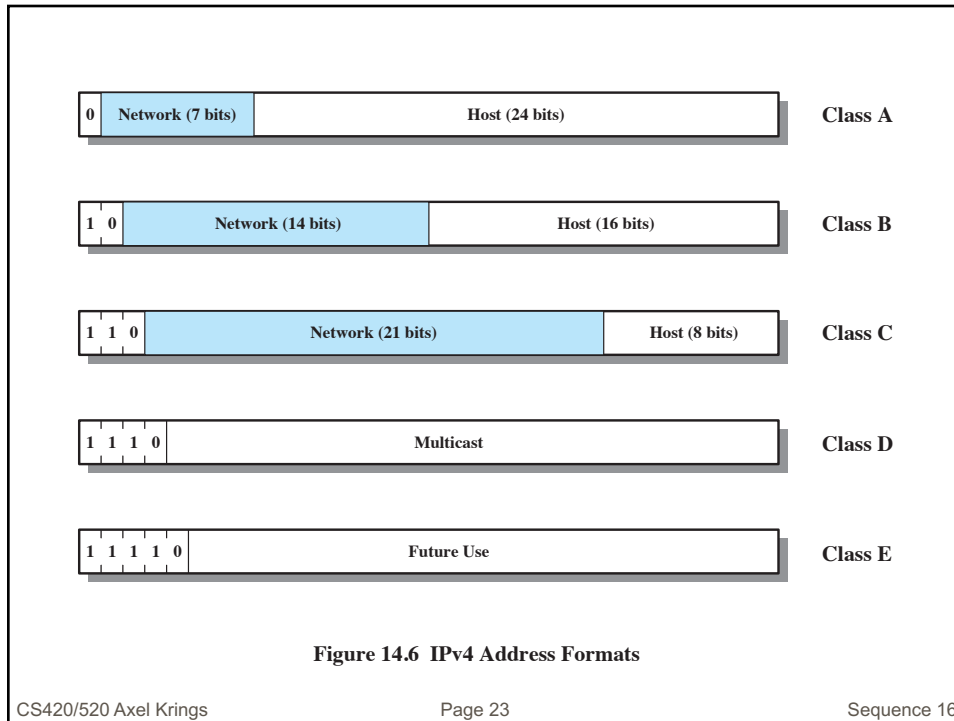 0 Network (7 bits) Host (24 bits) Class A
1 0 Network (14 bits) Host (16 bits) Class B
1 1 0 Network (21 bits) Host (8 bits) Class C
1 1 1 0 Multicast Class D
1 1 1 1 0 Future Use Class E
Figure 14.6 IPv4 Address Formats
CS420/520 Axel Krings Page 23 Sequence 16